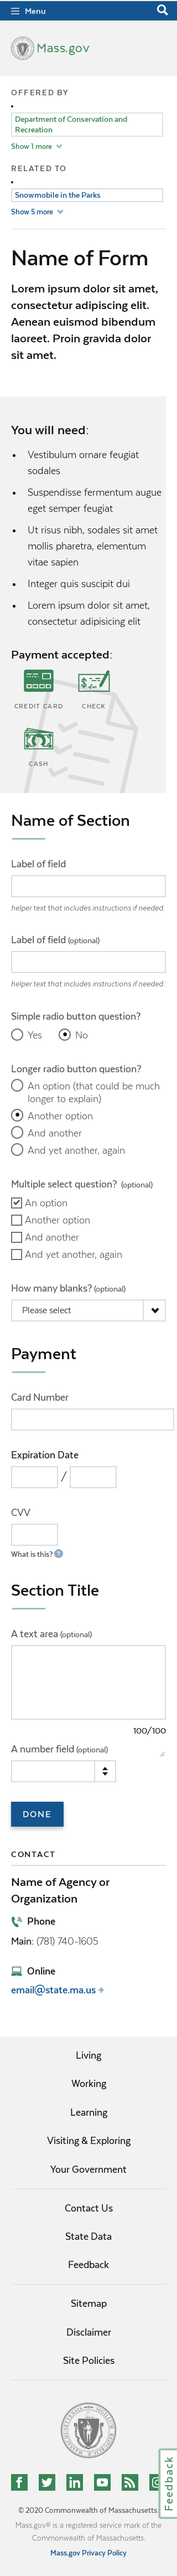 Menu
Mass.gov
OFFERED BY
Department of Conservation and
Recreation
Show 1 more
RELATED TO
Snowmobile in the Parks
Show 5 more
Name of Form
Lorem ipsum dolor sit amet,
consectetur adipiscing elit.
Aenean euismod bibendum
laoreet. Proin gravida dolor
sit amet.
You will need:
Vestibulum ornare feugiat
sodales
Suspendisse fermentum augue
eget semper feugiat
Ut risus nibh, sodales sit amet
mollis pharetra, elementum
vitae sapien
Integer quis suscipit dui
Lorem ipsum dolor sit amet,
consectetur adipisicing elit
Payment accepted:
CREDIT CARD CHECK
CASH
Name of Section
Label of field
helper text that includes instructions if needed
Label of field (optional)
helper text that includes instructions if needed
Simple radio button question?
Yes No
Longer radio button question?
An option (that could be much
longer to explain)
Another option
And another
And yet another, again
Multiple select question? (optional)
An option
Another option
And another
And yet another, again
How many blanks? (optional)
Please select
Payment
Card Number
Expiration Date
/
CVV
What is this? ?
Section Title
A text area (optional)
100/100
A number field (optional)
DONE
CONTACT
Name of Agency or
Organization
Phone
Main: (781) 740-1605
Online
email@state.ma.us
Living
Working
Learning
Visiting & Exploring
Your Government
Contact Us
State Data
Feedback
Sitemap
Disclaimer
Site Policies
Feedback
© 2020 Commonwealth of Massachusetts.
Mass.gov® is a registered service mark of the
Commonwealth of Massachusetts.
Mass.gov Privacy Policy